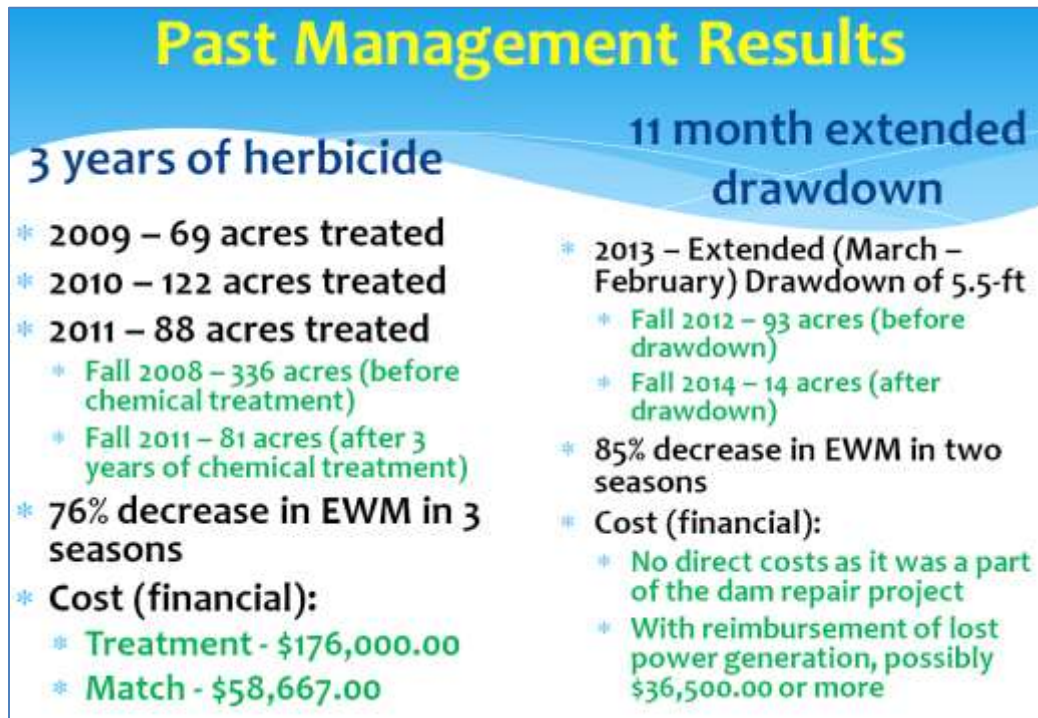 Past Management Results
3 years of herbicide
* 2009 – 69 acres treated
* 2010 – 122 acres treated
* 2011 – 88 acres treated
* Fall 2008 – 336 acres (before
chemical treatment)
* Fall 2011 – 81 acres (after 3
years of chemical treatment)
* 76% decrease in EWM in 3
seasons
* Cost (financial):
* Treatment - $176,000.00
* Match - $58,667.00
11 month extended
drawdown
* 2013 – Extended (March –
February) Drawdown of 5.5-ft
* Fall 2012 – 93 acres (before
drawdown)
* Fall 2014 – 14 acres (after
drawdown)
* 85% decrease in EWM in two
seasons
* Cost (financial):
* No direct costs as it was a part
of the dam repair project
* With reimbursement of lost
power generation, possibly
$36,500.00 or more